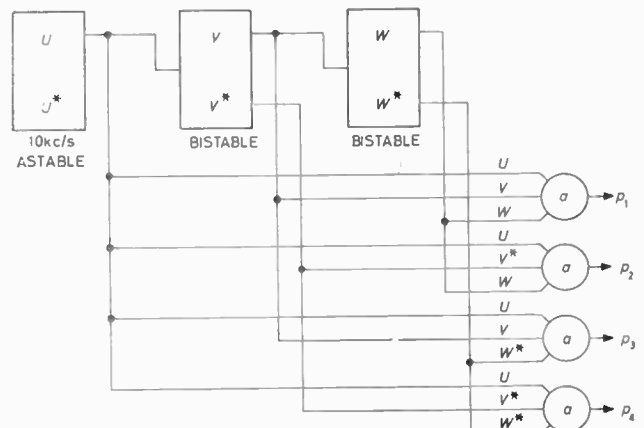 U V W
U* V* W*
10kc/s
ASTABLE
BISTABLE
BISTABLE
U
V
W
a
p1
U
V*
W
a
p2
U
V
W*
a
p3
U
V*
W*
a
p4